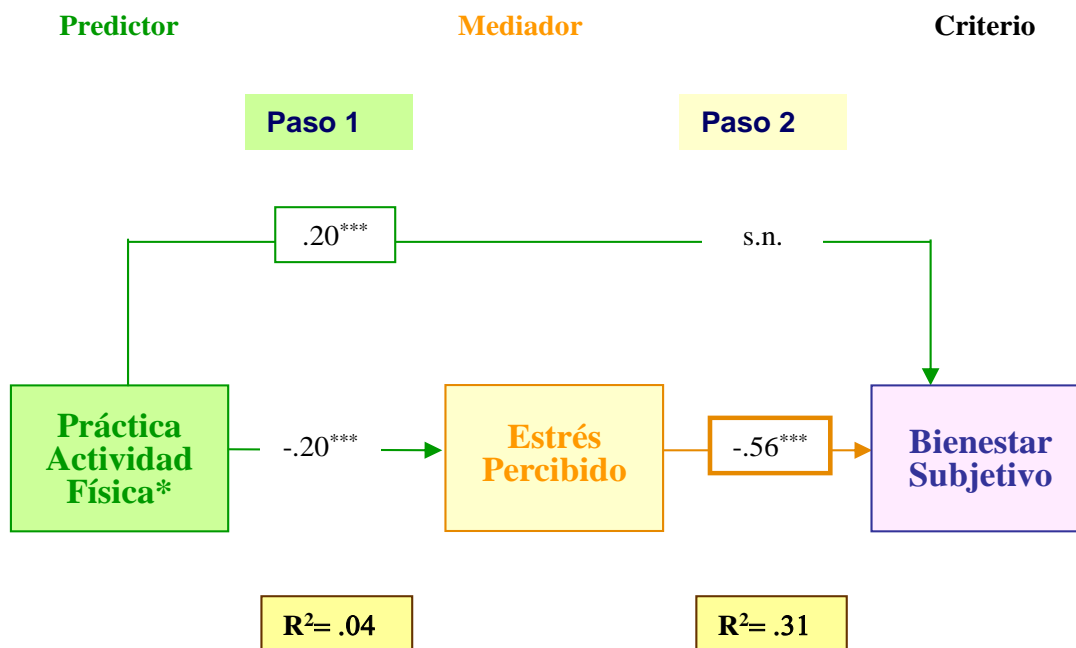 Predictor
Mediador
Criterio
Paso 1
Paso 2
.20***
s.n.
Práctica
Actividad
Física*
-.20***
Estrés
Percibido
-.56***
Bienestar
Subjetivo
R²= .04
R²= .31